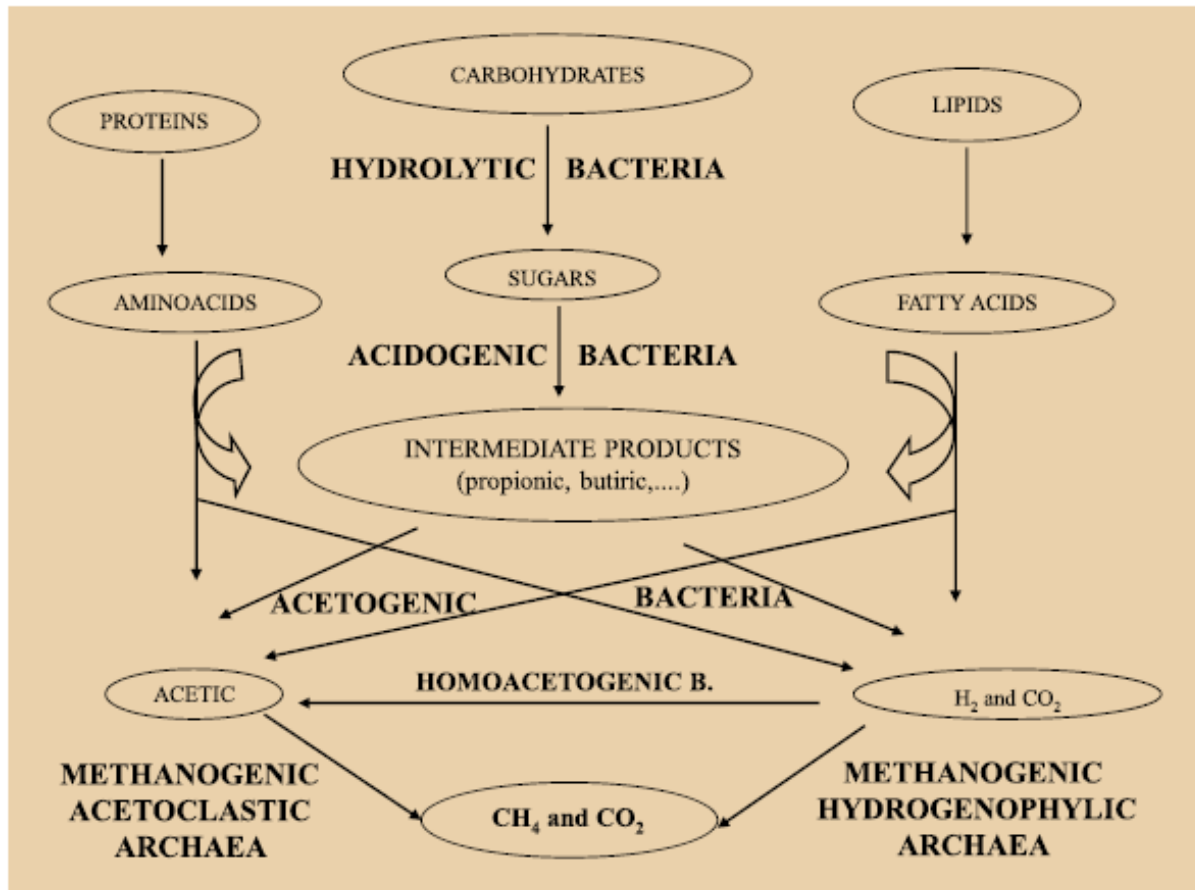 CARBOHYDRATES
PROTEINS
LIPIDS
HYDROLYTIC BACTERIA
AMINOACIDS
SUGARS
FATTY ACIDS
ACIDOGENIC BACTERIA
INTERMEDIATE PRODUCTS
(propionic, butiric,....)
ACETOGENIC BACTERIA
ACETIC
HOMOACETOGENIC B.
H₂ and CO₂
METHANOGENIC
ACETOCLASTIC
ARCHAEA
CH₄ and CO₂
METHANOGENIC
HYDROGENOPHYLIC
ARCHAEA